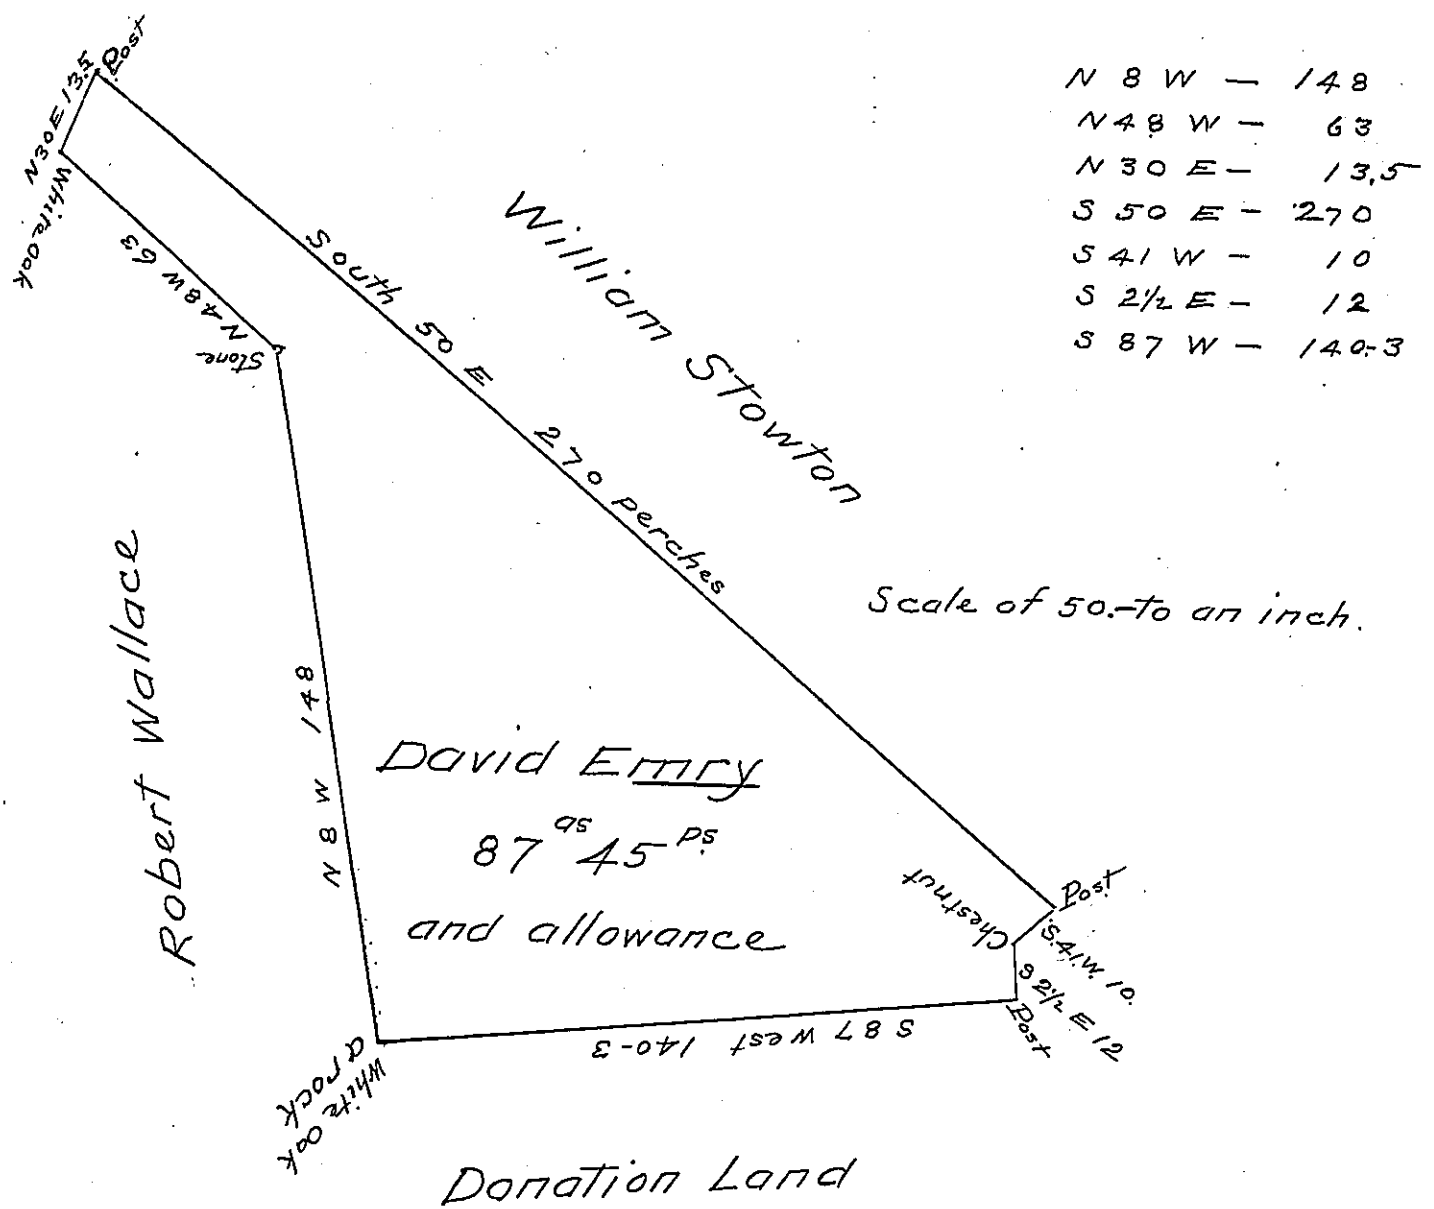 N 8 W — 148
N 48 W — 63
N 30 E — 13,5
S 50 E - 270
S 41 W - 10
S 2½ E - 12
S 87 W — 140-3
Post
N30E 13.5
White Oak
N 48 W 63
Stone
South 50 E 270 perches
William Stowton
Scale of 50.-To an inch.
Robert Wallace
N 8 W 148
David Emry
87 as 45 ps.
and allowance
Post
S.41.W. 10.
Chestnut
S 2½ E 12
Post
S 87 West 140-3
White Oak
a rock
Donation Land